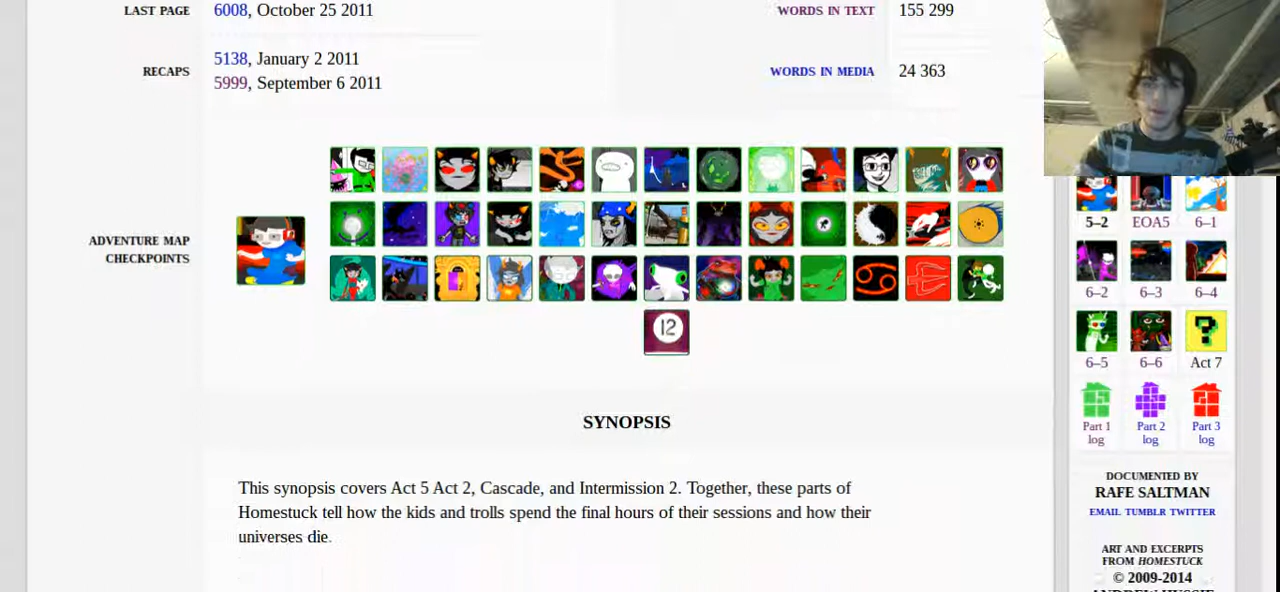 LAST PAGE 6008, October 25 2011 WORDS IN TEXT 155 299
RECAPS 5138, January 2 2011 WORDS IN MEDIA 24 363
5999, September 6 2011
ADVENTURE MAP
CHECKPOINTS
12
SYNOPSIS
This synopsis covers Act 5 Act 2, Cascade, and Intermission 2. Together, these parts of
Homestuck tell how the kids and trolls spend the final hours of their sessions and how their
universes die.
5–2 EOA5 6–1
6–2 6–3 6–4
?
6–5 6–6 Act 7
Part 1 Part 2 Part 3
log log log
DOCUMENTED BY
RAFE SALTMAN
EMAIL TUMBLR TWITTER
ART AND EXCERPTS
FROM HOMESTUCK
© 2009-2014
ANDREW HUSSIE